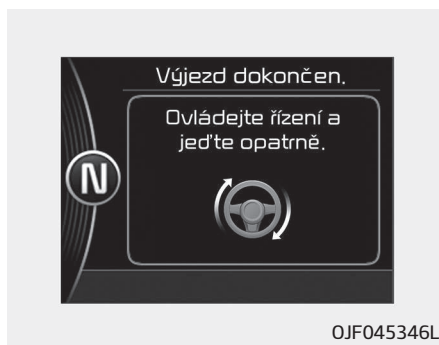 Výjezd dokončen.
Ovládejte řízení a
jeďte opatrně.
N
OJF045346L